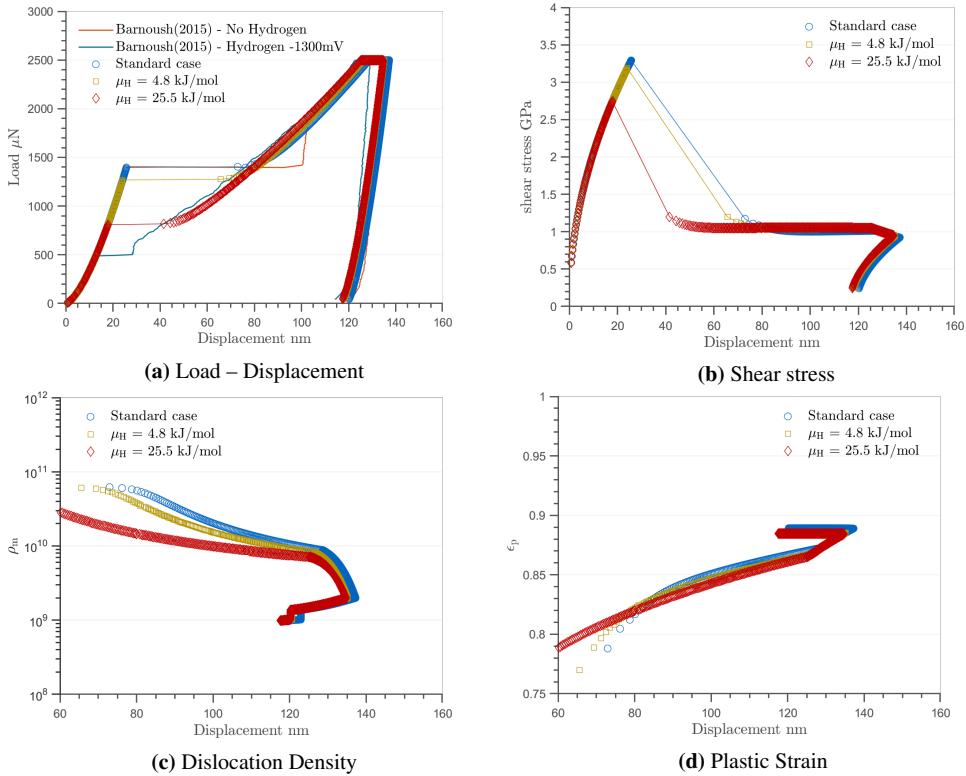 3000
2500
2000
1500
1000
500
0
Load μN
0 20 40 60 80 100 120 140 160
Displacement nm
Barnoush(2015) - No Hydrogen
Barnoush(2015) - Hydrogen -1300mV
Standard case
μH = 4.8 kJ/mol
μH = 25.5 kJ/mol
(a) Load – Displacement
4
3.5
3
2.5
2
1.5
1
0.5
0
shear stress GPa
0 20 40 60 80 100 120 140 160
Displacement nm
Standard case
μH = 4.8 kJ/mol
μH = 25.5 kJ/mol
(b) Shear stress
10^12
10^11
10^10
10^9
10^8
ρm
60 80 100 120 140 160
Displacement nm
Standard case
μH = 4.8 kJ/mol
μH = 25.5 kJ/mol
(c) Dislocation Density
1
0.95
0.9
0.85
0.8
0.75
ϵp
60 80 100 120 140 160
Displacement nm
Standard case
μH = 4.8 kJ/mol
μH = 25.5 kJ/mol
(d) Plastic Strain